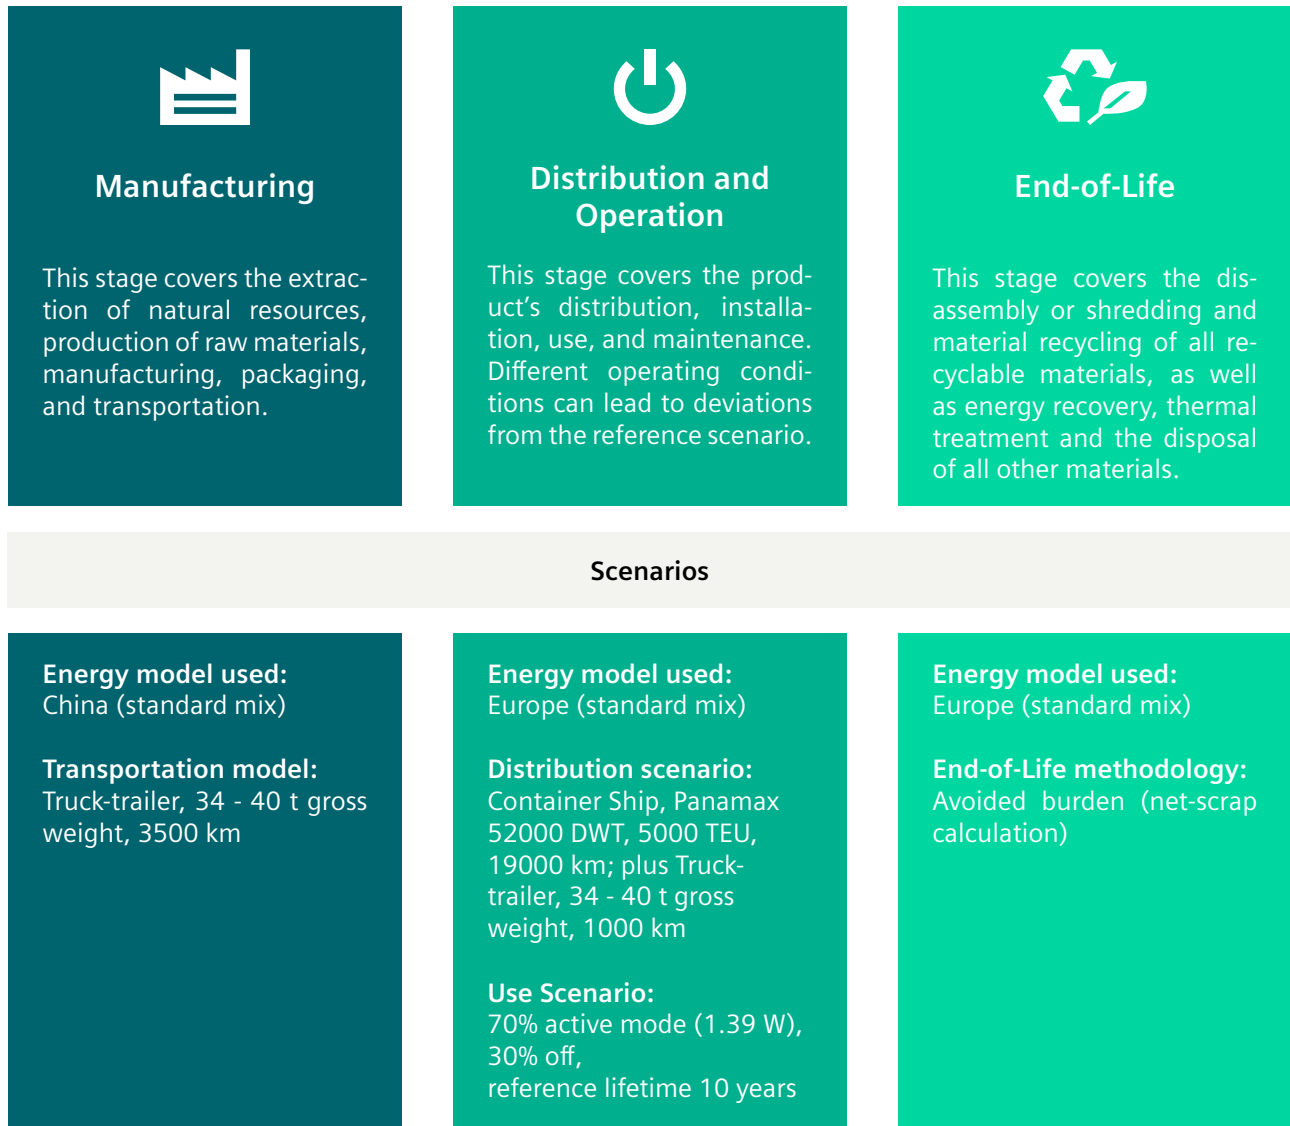 Manufacturing
This stage covers the extrac-
tion of natural resources,
production of raw materials,
manufacturing, packaging,
and transportation.
Distribution and
Operation
This stage covers the prod-
uct's distribution, installa-
tion, use, and maintenance.
Different operating condi-
tions can lead to deviations
from the reference scenario.
End-of-Life
This stage covers the dis-
assembly or shredding and
material recycling of all re-
cyclable materials, as well
as energy recovery, thermal
treatment and the disposal
of all other materials.
Scenarios
Energy model used:
China (standard mix)
Transportation model:
Truck-trailer, 34 - 40 t gross
weight, 3500 km
Energy model used:
Europe (standard mix)
Distribution scenario:
Container Ship, Panamax
52000 DWT, 5000 TEU,
19000 km; plus Truck-
trailer, 34 - 40 t gross
weight, 1000 km
Use Scenario:
70% active mode (1.39 W),
30% off,
reference lifetime 10 years
Energy model used:
Europe (standard mix)
End-of-Life methodology:
Avoided burden (net-scrap
calculation)